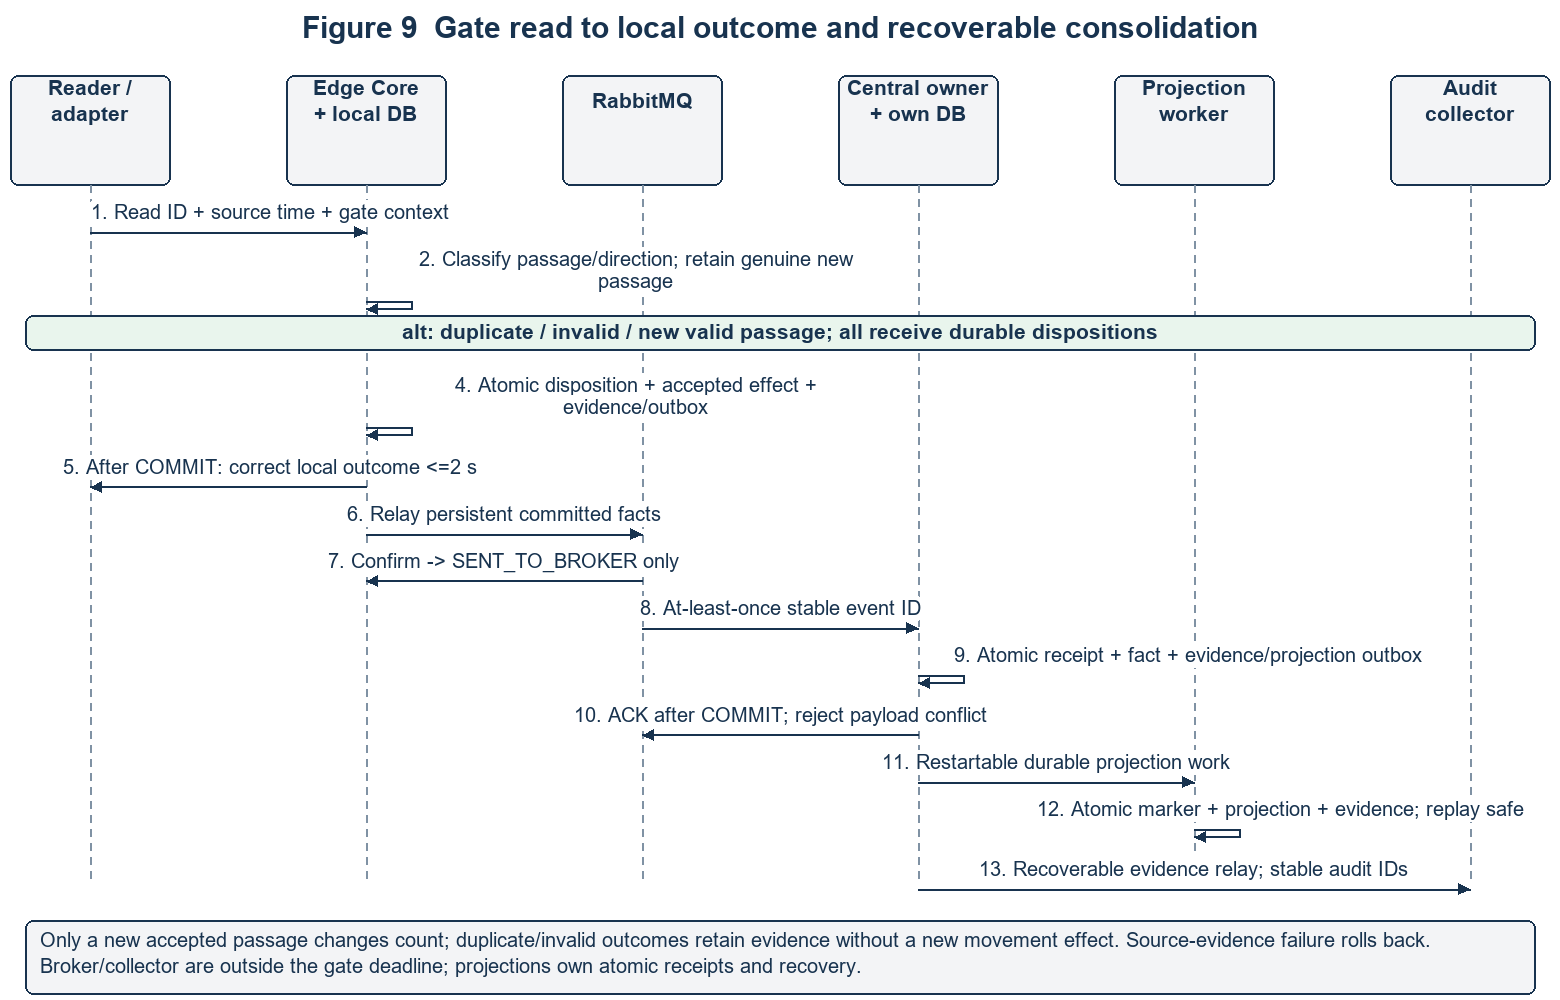 Figure 9  Gate read to local outcome and recoverable consolidation
Reader /
adapter
Edge Core
+ local DB
RabbitMQ
Central owner
+ own DB
Projection
worker
Audit
collector
1. Read ID + source time + gate context
2. Classify passage/direction; retain genuine new
passage
alt: duplicate / invalid / new valid passage; all receive durable dispositions
4. Atomic disposition + accepted effect +
evidence/outbox
5. After COMMIT: correct local outcome <=2 s
6. Relay persistent committed facts
7. Confirm -> SENT_TO_BROKER only
8. At-least-once stable event ID
9. Atomic receipt + fact + evidence/projection outbox
10. ACK after COMMIT; reject payload conflict
11. Restartable durable projection work
12. Atomic marker + projection + evidence; replay safe
13. Recoverable evidence relay; stable audit IDs
Only a new accepted passage changes count; duplicate/invalid outcomes retain evidence without a new movement effect. Source-evidence failure rolls back.
Broker/collector are outside the gate deadline; projections own atomic receipts and recovery.